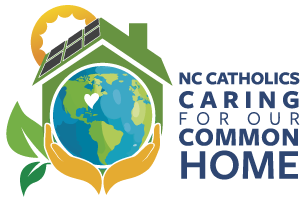 NC CATHOLICS
CARING
FOR OUR
COMMON
HOME